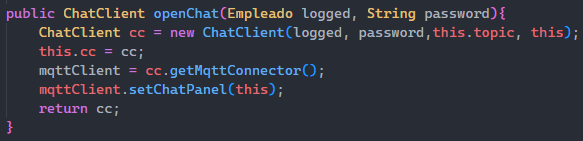 public ChatClient openChat(Empleado logged, String password){
    ChatClient cc = new ChatClient(logged, password,this.topic, this);
    this.cc = cc;
    mqttClient = cc.getMqttConnector();
    mqttClient.setChatPanel(this);
    return cc;
}